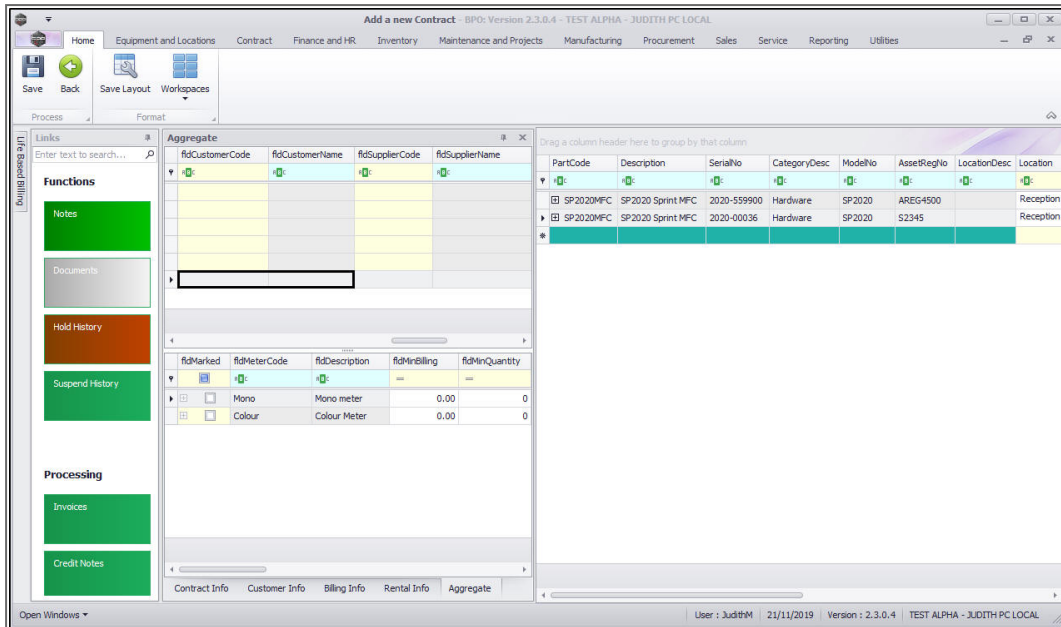 Add a new Contract - BPO: Version 2.3.0.4 - TEST ALPHA - JUDITH PC LOCAL
Home Equipment and Locations Contract Finance and HR Inventory Maintenance and Projects Manufacturing Procurement Sales Service Reporting Utilities
Save Back Save Layout Workspaces
Process Format
Life Based Billing
Links
Enter text to search...
Functions
Notes
Documents
Hold History
Suspend History
Processing
Invoices
Credit Notes
Aggregate
fldCustomerCode fldCustomerName fldSupplierCode fldSupplierName
fldMarked fldMeterCode fldDescription fldMinBilling fldMinQuantity
Mono Mono meter 0.00 0
Colour Colour Meter 0.00 0
Contract Info Customer Info Billing Info Rental Info Aggregate
Drag a column header here to group by that column
PartCode Description SerialNo CategoryDesc ModelNo AssetRegNo LocationDesc Location
SP2020MFC SP2020 Sprint MFC 2020-559900 Hardware SP2020 AREG4500 Reception
SP2020MFC SP2020 Sprint MFC 2020-00036 Hardware SP2020 S2345 Reception
Open Windows User : JudithM 21/11/2019 Version : 2.3.0.4 TEST ALPHA - JUDITH PC LOCAL